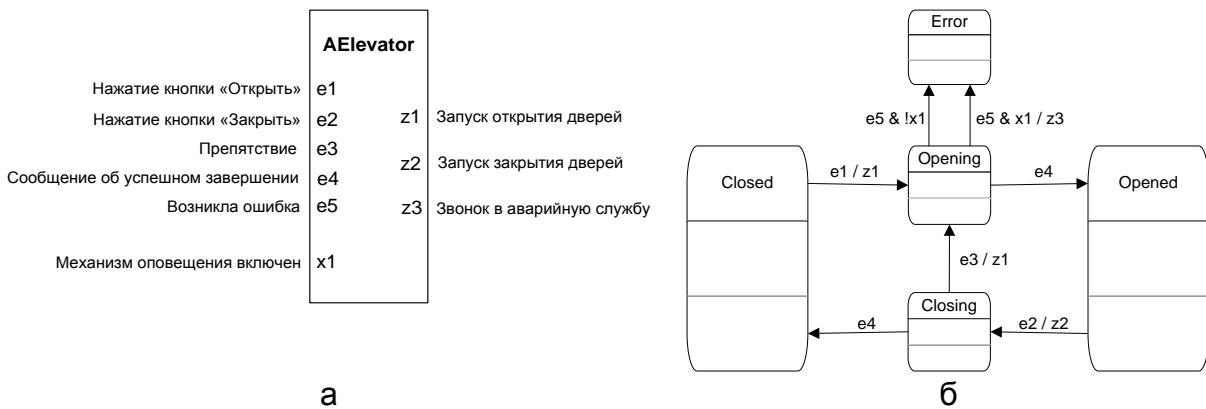 AElevator
Нажатие кнопки «Открыть» e1
Нажатие кнопки «Закрыть» e2
Препятствие e3
Сообщение об успешном завершении e4
Возникла ошибка e5
Механизм оповещения включен x1
z1 Запуск открытия дверей
z2 Запуск закрытия дверей
z3 Звонок в аварийную службу
а
Error
e5 & !x1
e5 & x1 / z3
Closed
e1 / z1
Opening
e4
Opened
e3 / z1
Closing
e4
e2 / z2
б